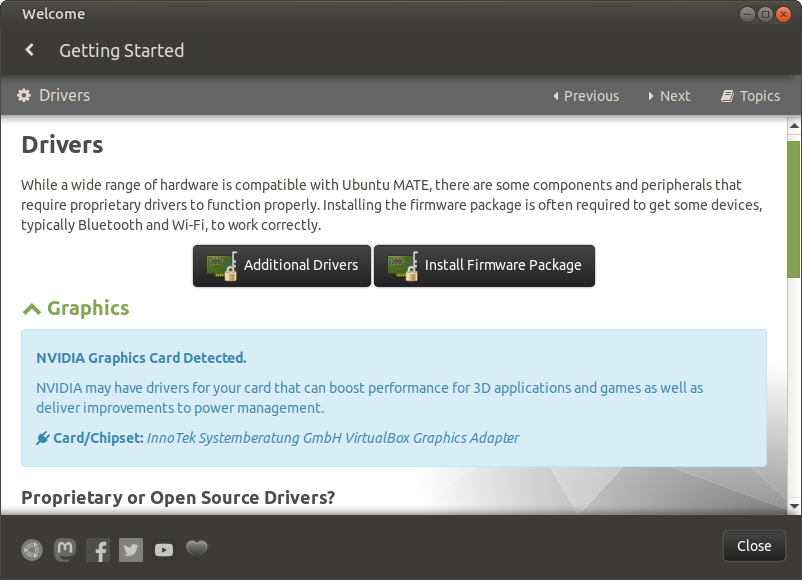 Welcome
Getting Started
Drivers
Previous
Next
Topics
Drivers
While a wide range of hardware is compatible with Ubuntu MATE, there are some components and peripherals that
require proprietary drivers to function properly. Installing the firmware package is often required to get some devices,
typically Bluetooth and Wi-Fi, to work correctly.
Additional Drivers
Install Firmware Package
Graphics
NVIDIA Graphics Card Detected.
NVIDIA may have drivers for your card that can boost performance for 3D applications and games as well as
deliver improvements to power management.
Card/Chipset: InnoTek Systemberatung GmbH VirtualBox Graphics Adapter
Proprietary or Open Source Drivers?
Close